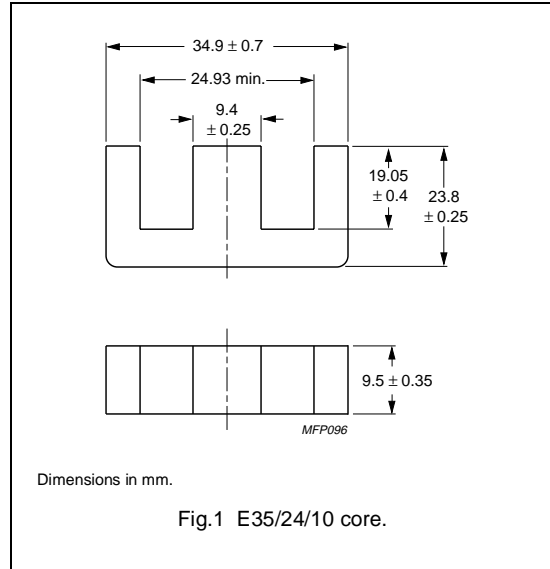 34.9 ± 0.7
24.93 min.
9.4
± 0.25
19.05
± 0.4
23.8
± 0.25
9.5 ± 0.35
MFP096
Dimensions in mm.
Fig.1 E35/24/10 core.